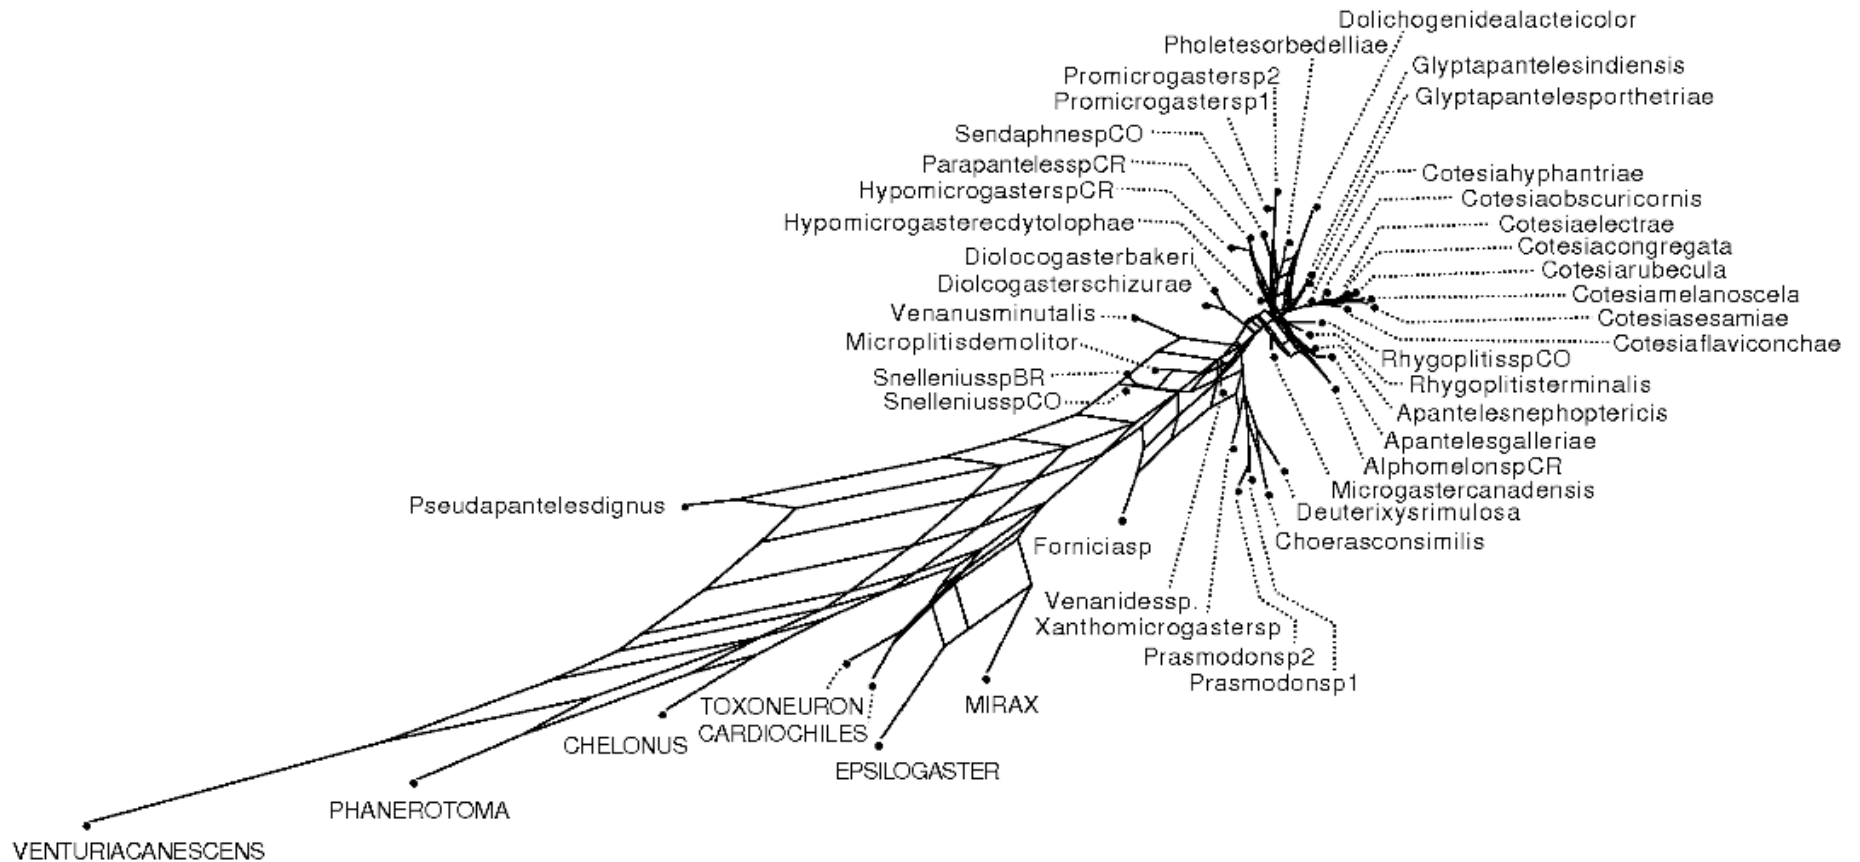 Dolichogenidealacteicolor
Pholetesorbedelliae
Glyptapantelesindiensis
Promicrogastersp2
Glyptapantelesporthetriae
Promicrogastersp1
SendaphnespCO
ParapantelesspCR
Cotesiahyphantriae
HypomicrogasterspCR
Cotesiaobscuricornis
Hypomicrogasterecdytolophae
Cotesiaelectrae
Cotesiacongregata
Diolocogasterbakeri
Cotesiarubecula
Diolcogasterschizurae
Cotesiamelanoscela
Venanusminutalis
Cotesiasesamiae
Microplitisdemolitor
Cotesiaflaviconchae
RhygoplitisspCO
SnelleniusspBR
Rhygoplitisterminalis
SnelleniusspCO
Apantelesnephoptericis
Apantelesgalleriae
AlphomelonspCR
Microgastercanadensis
Pseudapantelesdignus
Deuterixysrimulosa
Choerasconsimilis
Forniciasp
Venanidessp.
Xanthomicrogastersp
Prasmodonsp2
Prasmodonsp1
MIRAX
TOXONEURON
CARDIOCHILES
CHELONUS
EPSILOGASTER
PHANEROTOMA
VENTURIACANESCENS